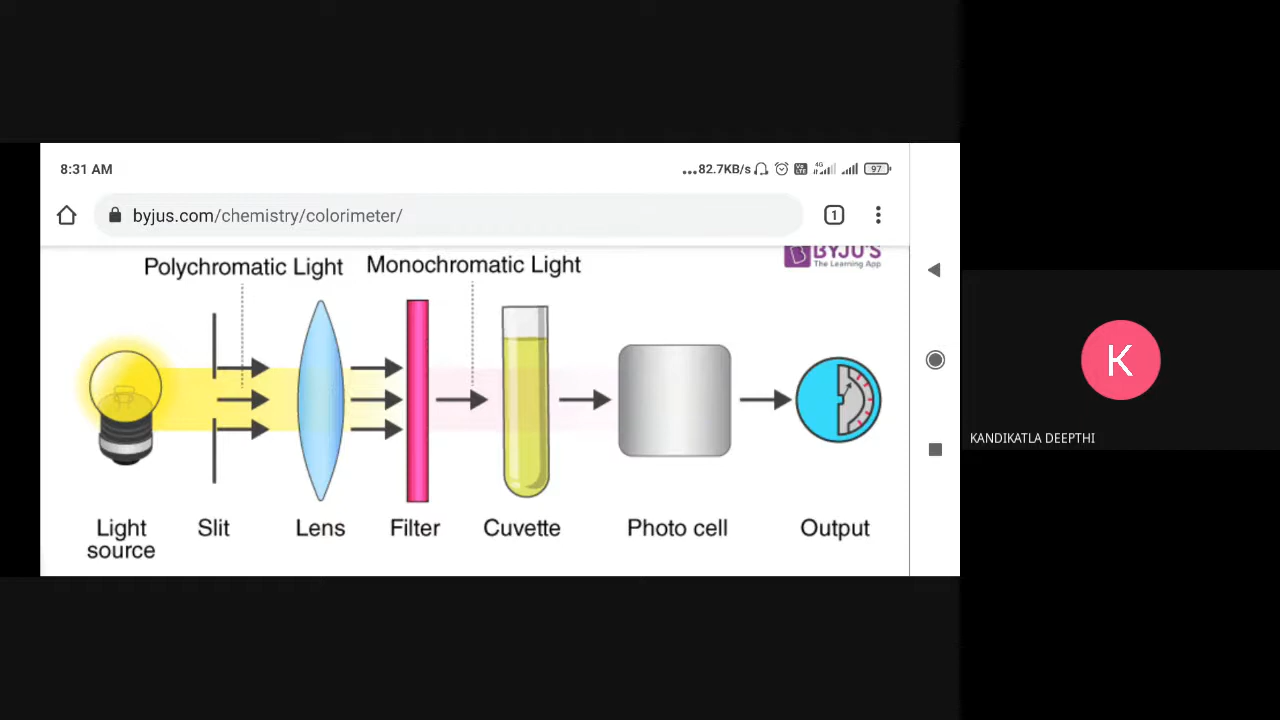 8:31 AM
...82.7KB/s
4G
97
byjus.com/chemistry/colorimeter/
1
BYJU'S
The Learning App
Polychromatic Light
Monochromatic Light
Light
source
Slit
Lens
Filter
Cuvette
Photo cell
Output
K
KANDIKATLA DEEPTHI